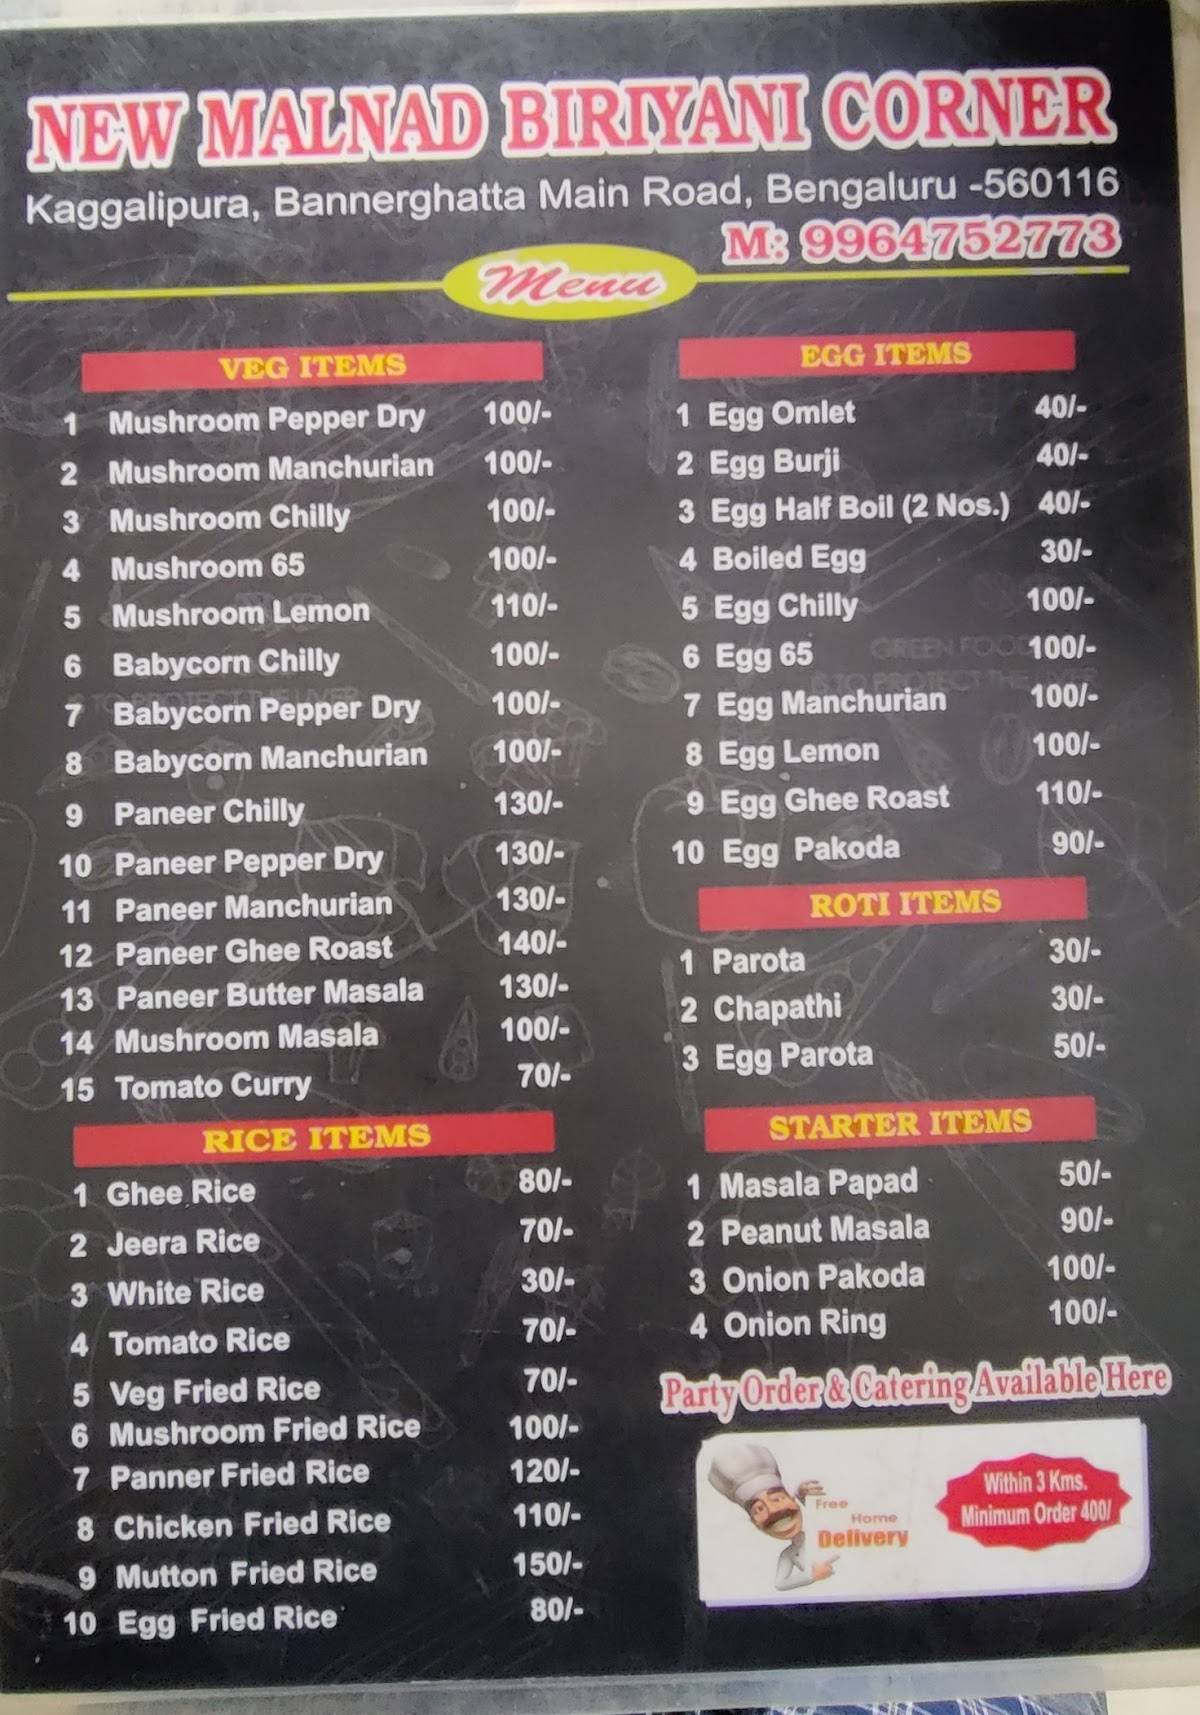 NEW MALNAD BIRIYANI CORNER
Kaggalipura, Bannerghatta Main Road, Bengaluru -560116
M: 9964752773
Menu
VEG ITEMS
1 Mushroom Pepper Dry 100/-
2 Mushroom Manchurian 100/-
3 Mushroom Chilly 100/-
4 Mushroom 65 100/-
5 Mushroom Lemon 110/-
6 Babycorn Chilly 100/-
7 Babycorn Pepper Dry 100/-
8 Babycorn Manchurian 100/-
9 Paneer Chilly 130/-
10 Paneer Pepper Dry 130/-
11 Paneer Manchurian 130/-
12 Paneer Ghee Roast 140/-
13 Paneer Butter Masala 130/-
14 Mushroom Masala 100/-
15 Tomato Curry 70/-
RICE ITEMS
1 Ghee Rice 80/-
2 Jeera Rice 70/-
3 White Rice 30/-
4 Tomato Rice 70/-
5 Veg Fried Rice 70/-
6 Mushroom Fried Rice 100/-
7 Panner Fried Rice 120/-
8 Chicken Fried Rice 110/-
9 Mutton Fried Rice 150/-
10 Egg Fried Rice 80/-
EGG ITEMS
1 Egg Omlet 40/-
2 Egg Burji 40/-
3 Egg Half Boil (2 Nos.) 40/-
4 Boiled Egg 30/-
5 Egg Chilly 100/-
6 Egg 65 100/-
7 Egg Manchurian 100/-
8 Egg Lemon 100/-
9 Egg Ghee Roast 110/-
10 Egg Pakoda 90/-
ROTI ITEMS
1 Parota 30/-
2 Chapathi 30/-
3 Egg Parota 50/-
STARTER ITEMS
1 Masala Papad 50/-
2 Peanut Masala 90/-
3 Onion Pakoda 100/-
4 Onion Ring 100/-
Party Order & Catering Available Here
Free
Home
Delivery
Within 3 Kms.
Minimum Order 400/
GREEN FOOD
TO PROTECT THE LIVER
TO PROTECT THE LIVER